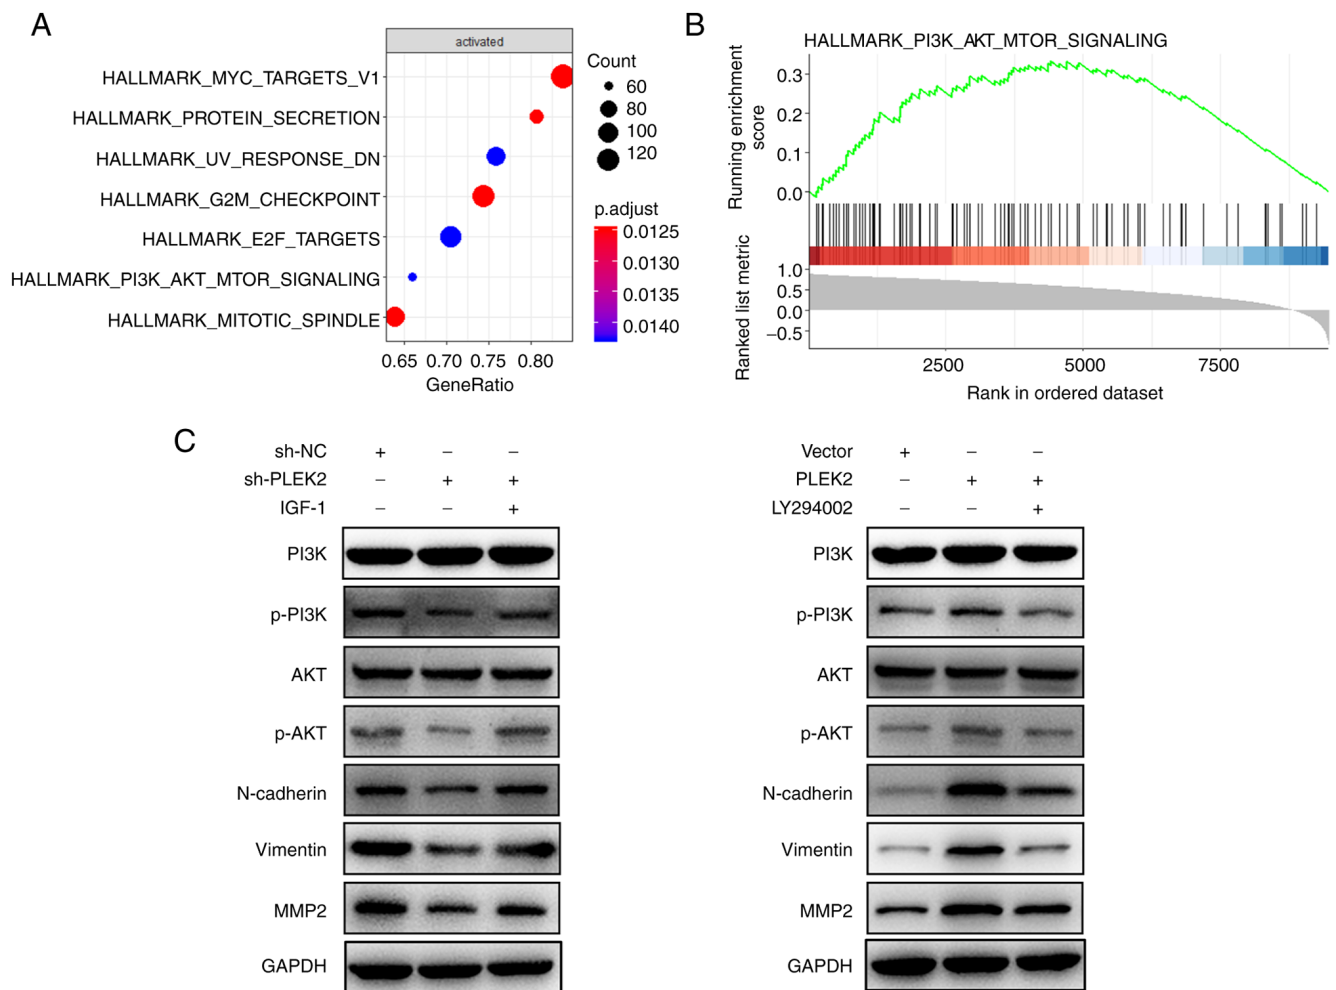 A
activated
HALLMARK_MYC_TARGETS_V1
HALLMARK_PROTEIN_SECRETION
HALLMARK_UV_RESPONSE_DN
HALLMARK_G2M_CHECKPOINT
HALLMARK_E2F_TARGETS
HALLMARK_PI3K_AKT_MTOR_SIGNALING
HALLMARK_MITOTIC_SPINDLE
0.65 0.70 0.75 0.80
GeneRatio
Count
60
80
100
120
p.adjust
0.0125
0.0130
0.0135
0.0140
B
HALLMARK_PI3K_AKT_MTOR_SIGNALING
Running enrichment
score
0.3
0.2
0.1
0.0
Ranked list metric
1.0
0.5
0.0
−0.5
2500 5000 7500
Rank in ordered dataset
C
sh-NC + − −
sh-PLEK2 − + +
IGF-1 − − +
PI3K
p-PI3K
AKT
p-AKT
N-cadherin
Vimentin
MMP2
GAPDH
Vector + − −
PLEK2 − + +
LY294002 − − +
PI3K
p-PI3K
AKT
p-AKT
N-cadherin
Vimentin
MMP2
GAPDH